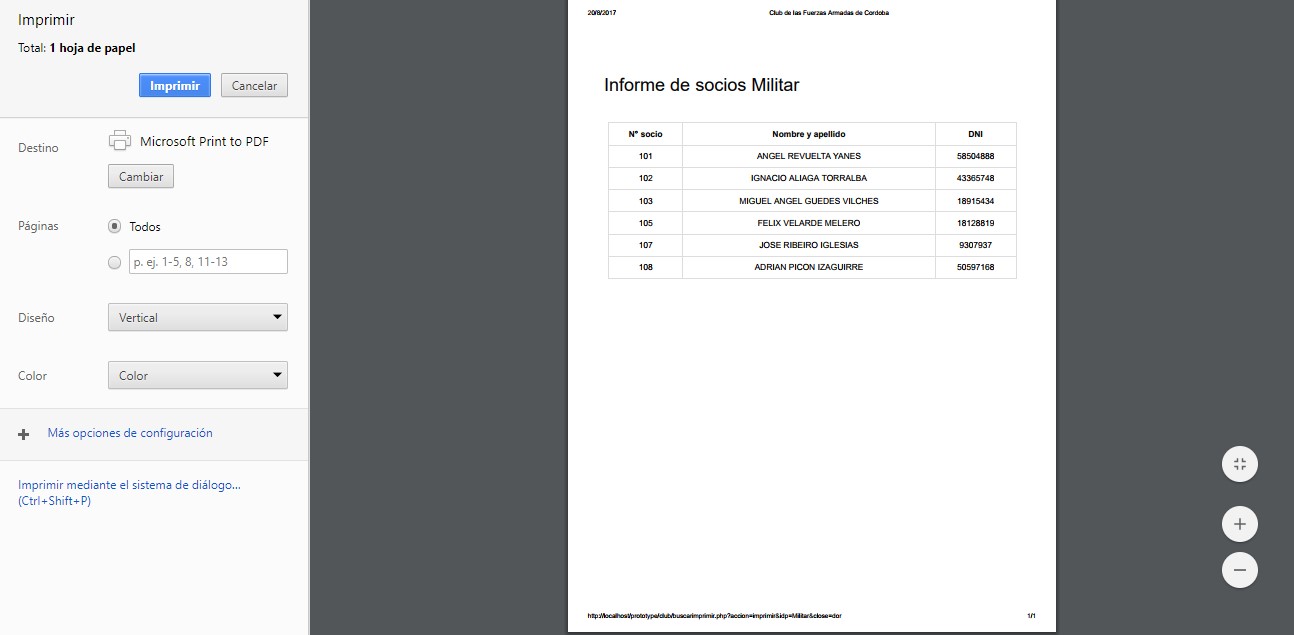 Imprimir
Total: 1 hoja de papel
Imprimir Cancelar
Destino Microsoft Print to PDF
Cambiar
Páginas Todos
p. ej. 1-5, 8, 11-13
Diseño Vertical
Color Color
Más opciones de configuración
Imprimir mediante el sistema de diálogo...
(Ctrl+Shift+P)
20/8/2017 Club de las Fuerzas Armadas de Cordoba
Informe de socios Militar
Nº socio Nombre y apellido DNI
101 ANGEL REVUELTA YANES 58504888
102 IGNACIO ALIAGA TORRALBA 43365748
103 MIGUEL ANGEL GUEDES VILCHES 18915434
105 FELIX VELARDE MELERO 18128819
107 JOSE RIBEIRO IGLESIAS 9307937
108 ADRIAN PICON IZAGUIRRE 50597168
http://localhost/prototype/club/buscarimprimir.php?accion=imprimir&idp=Militar&close=dor 1/1